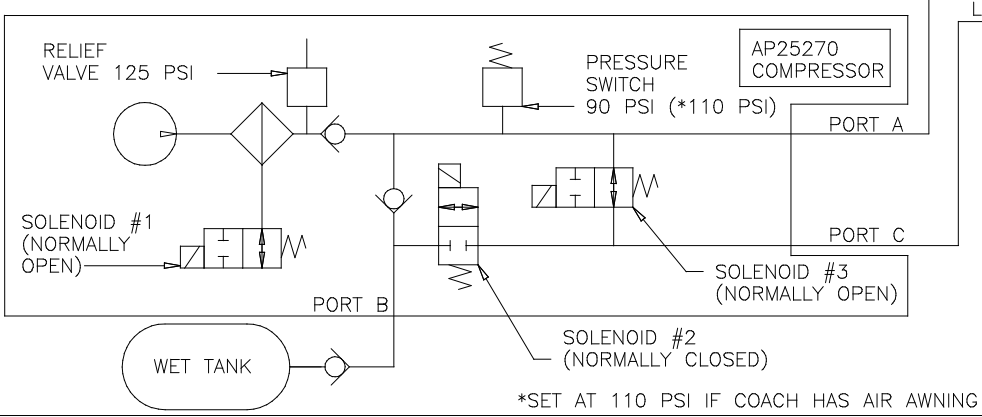 L
RELIEF
VALVE 125 PSI
PRESSURE
SWITCH
90 PSI (*110 PSI)
AP25270
COMPRESSOR
PORT A
SOLENOID #1
(NORMALLY
OPEN)
PORT C
SOLENOID #3
(NORMALLY OPEN)
PORT B
SOLENOID #2
(NORMALLY CLOSED)
WET TANK
*SET AT 110 PSI IF COACH HAS AIR AWNING